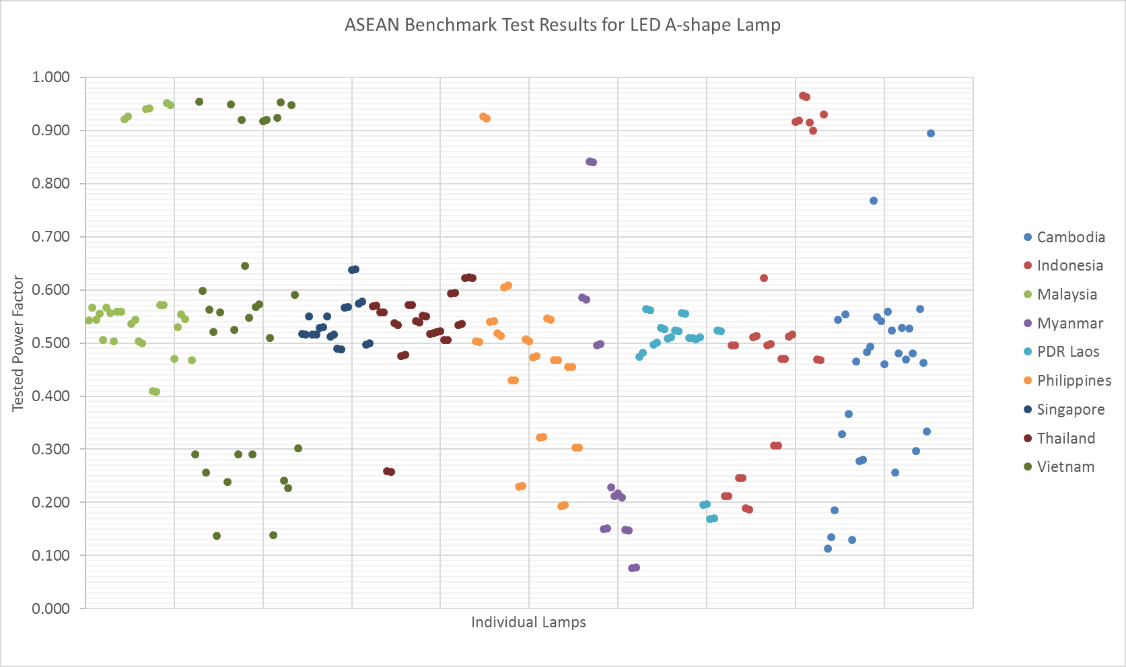 ASEAN Benchmark Test Results for LED A-shape Lamp
1.000
0.900
0.800
0.700
0.600
0.500
0.400
0.300
0.200
0.100
0.000
Tested Power Factor
Individual Lamps
Cambodia
Indonesia
Malaysia
Myanmar
PDR Laos
Philippines
Singapore
Thailand
Vietnam